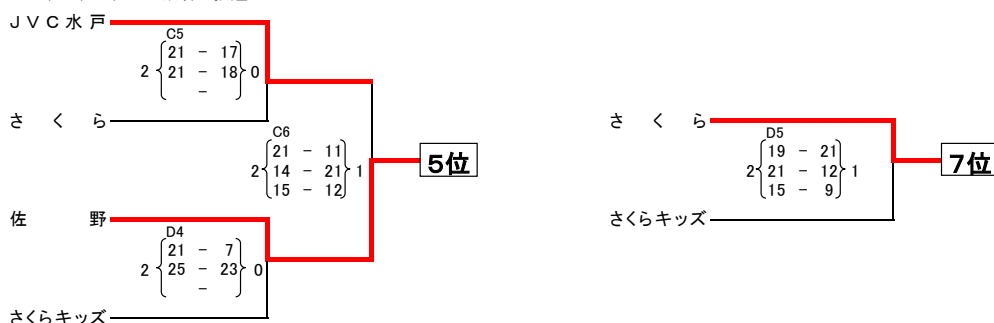 ＪＶＣ水戸
C5
2 21 － 17 0
21 － 18
－
さくら
C6
2 21 － 11 1
14 － 21
15 － 12
5位
佐野
D4
2 21 － 7 0
25 － 23
－
さくらキッズ
さくら
D5
2 19 － 21 1
21 － 12
15 － 9
7位
さくらキッズ